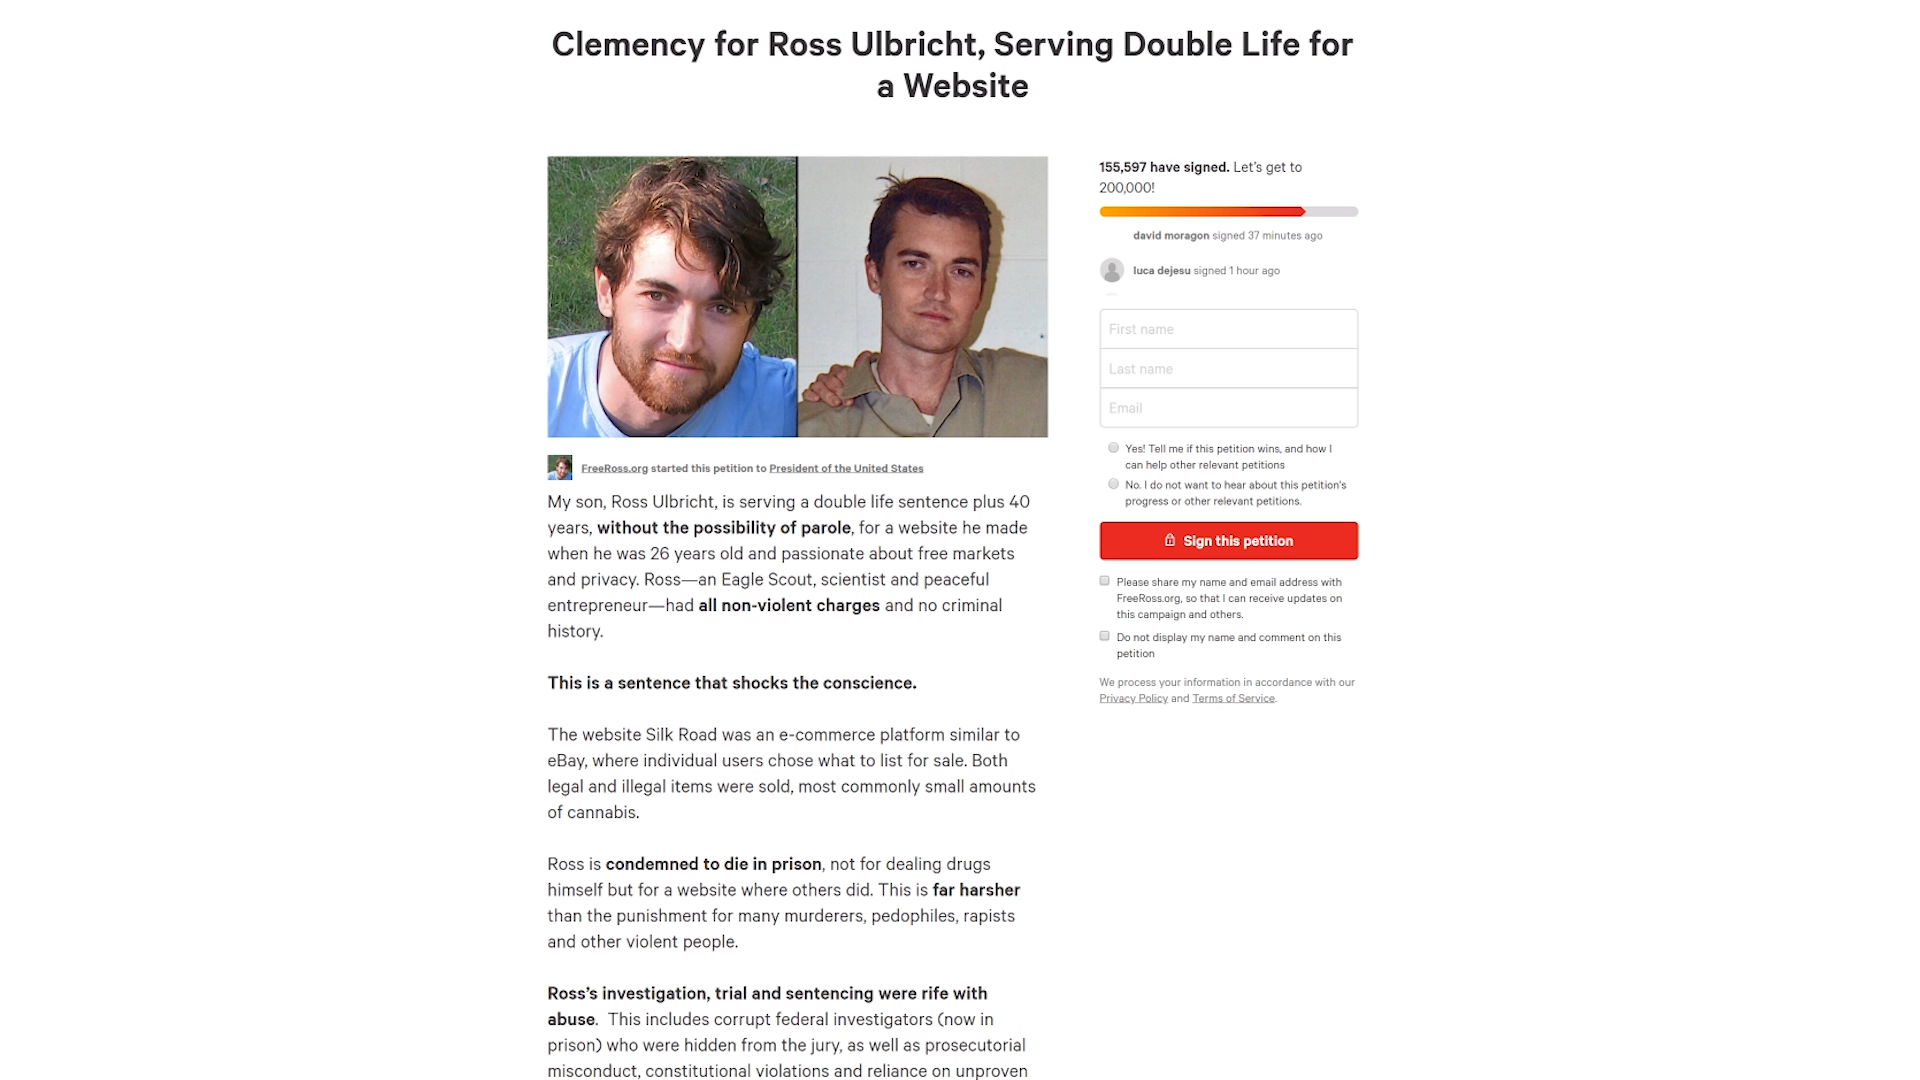 Clemency for Ross Ulbricht, Serving Double Life for
a Website
155,597 have signed. Let's get to
200,000!
david moragon signed 37 minutes ago
luca dejesu signed 1 hour ago
First name
Last name
Email
Yes! Tell me if this petition wins, and how I
can help other relevant petitions
No. I do not want to hear about this petition's
progress or other relevant petitions.
Sign this petition
Please share my name and email address with
FreeRoss.org, so that I can receive updates on
this campaign and others.
Do not display my name and comment on this
petition
We process your information in accordance with our
Privacy Policy and Terms of Service.
FreeRoss.org started this petition to President of the United States
My son, Ross Ulbricht, is serving a double life sentence plus 40
years, without the possibility of parole, for a website he made
when he was 26 years old and passionate about free markets
and privacy. Ross—an Eagle Scout, scientist and peaceful
entrepreneur—had all non-violent charges and no criminal
history.
This is a sentence that shocks the conscience.
The website Silk Road was an e-commerce platform similar to
eBay, where individual users chose what to list for sale. Both
legal and illegal items were sold, most commonly small amounts
of cannabis.
Ross is condemned to die in prison, not for dealing drugs
himself but for a website where others did. This is far harsher
than the punishment for many murderers, pedophiles, rapists
and other violent people.
Ross's investigation, trial and sentencing were rife with
abuse. This includes corrupt federal investigators (now in
prison) who were hidden from the jury, as well as prosecutorial
misconduct, constitutional violations and reliance on unproven